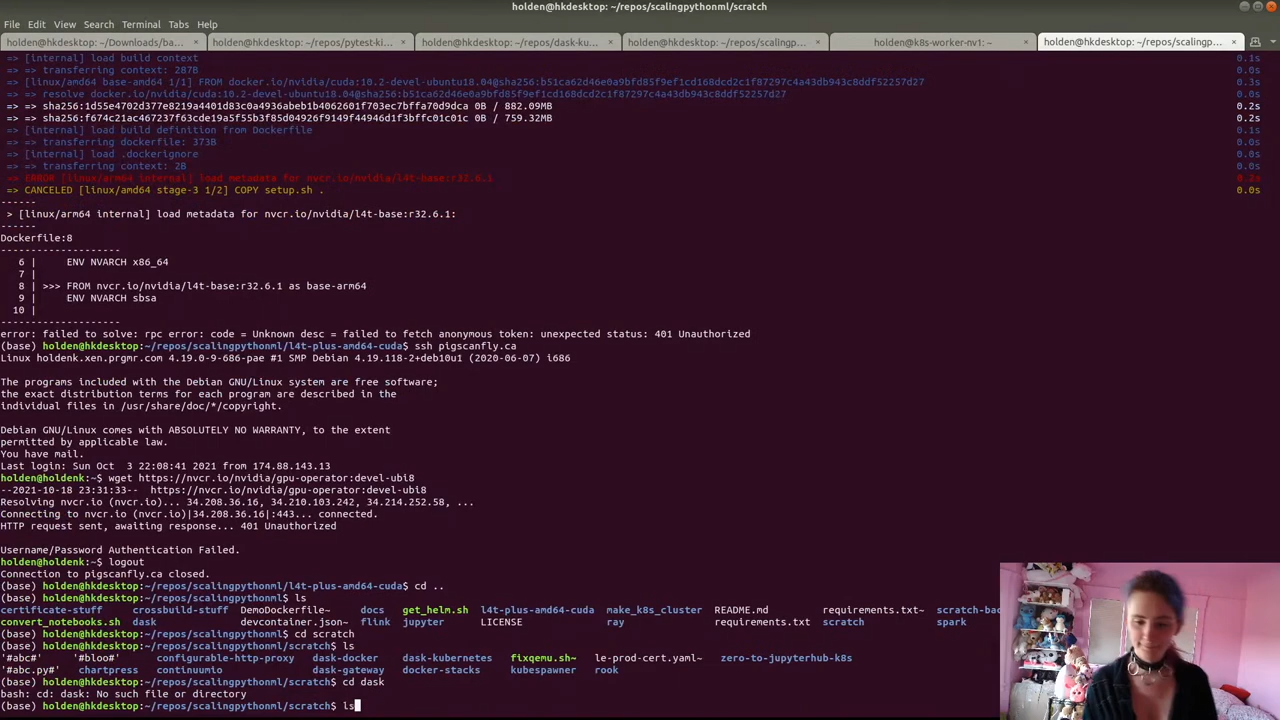 holden@hkdesktop: ~/repos/scalingpythonml/scratch
File Edit View Search Terminal Tabs Help
holden@hkdesktop: ~/Downloads/ba... × holden@hkdesktop: ~/repos/pytest-ki... × holden@hkdesktop: ~/repos/dask-ku... × holden@hkdesktop: ~/repos/scalingp... × holden@k8s-worker-nv1: ~ × holden@hkdesktop: ~/repos/scalingp... ×
=> [internal] load build context 0.1s
=> => transferring context: 287B 0.0s
=> [linux/amd64 base-amd64 1/1] FROM docker.io/nvidia/cuda:10.2-devel-ubuntu18.04@sha256:b51ca62d46e0a9bfd85f9ef1cd168dcd2c1f87297c4a43db943c8ddf52257d27 0.3s
=> => resolve docker.io/nvidia/cuda:10.2-devel-ubuntu18.04@sha256:b51ca62d46e0a9bfd85f9ef1cd168dcd2c1f87297c4a43db943c8ddf52257d27 0.0s
=> => sha256:1d55e4702d377e8219a4401d83c0a4936abeb1b4062601f703ec7bffa70d9dca 0B / 882.09MB 0.2s
=> => sha256:f674c21ac467237f63cde19a5f55b3f85d04926f9149f44946d1f3bffc01c01c 0B / 759.32MB 0.2s
=> [internal] load build definition from Dockerfile 0.1s
=> => transferring dockerfile: 373B 0.0s
=> [internal] load .dockerignore 0.0s
=> => transferring context: 2B 0.0s
=> ERROR [linux/arm64 internal] load metadata for nvcr.io/nvidia/l4t-base:r32.6.1 0.2s
=> CANCELED [linux/amd64 stage-3 1/2] COPY setup.sh . 0.0s
------
> [linux/arm64 internal] load metadata for nvcr.io/nvidia/l4t-base:r32.6.1:
------
Dockerfile:8
--------------------
6 | ENV NVARCH x86_64
7 |
8 | >>> FROM nvcr.io/nvidia/l4t-base:r32.6.1 as base-arm64
9 | ENV NVARCH sbsa
10 |
--------------------
error: failed to solve: rpc error: code = Unknown desc = failed to fetch anonymous token: unexpected status: 401 Unauthorized
(base) holden@hkdesktop:~/repos/scalingpythonml/l4t-plus-amd64-cuda$ ssh pigscanfly.ca
Linux holdenk.xen.prgmr.com 4.19.0-9-686-pae #1 SMP Debian 4.19.118-2+deb10u1 (2020-06-07) i686
The programs included with the Debian GNU/Linux system are free software;
the exact distribution terms for each program are described in the
individual files in /usr/share/doc/*/copyright.
Debian GNU/Linux comes with ABSOLUTELY NO WARRANTY, to the extent
permitted by applicable law.
You have mail.
Last login: Sun Oct  3 22:08:41 2021 from 174.88.143.13
holden@holdenk:~$ wget https://nvcr.io/nvidia/gpu-operator:devel-ubi8
--2021-10-18 23:31:33--  https://nvcr.io/nvidia/gpu-operator:devel-ubi8
Resolving nvcr.io (nvcr.io)... 34.208.36.16, 34.210.103.242, 34.214.252.58, ...
Connecting to nvcr.io (nvcr.io)|34.208.36.16|:443... connected.
HTTP request sent, awaiting response... 401 Unauthorized
Username/Password Authentication Failed.
holden@holdenk:~$ logout
Connection to pigscanfly.ca closed.
(base) holden@hkdesktop:~/repos/scalingpythonml/l4t-plus-amd64-cuda$ cd ..
(base) holden@hkdesktop:~/repos/scalingpythonml$ ls
certificate-stuff crossbuild-stuff DemoDockerfile~ docs get_helm.sh l4t-plus-amd64-cuda make_k8s_cluster README.md requirements.txt~ scratch-bac
convert_notebooks.sh dask devcontainer.json~ flink jupyter LICENSE ray requirements.txt scratch spark
(base) holden@hkdesktop:~/repos/scalingpythonml$ cd scratch
(base) holden@hkdesktop:~/repos/scalingpythonml/scratch$ ls
'#abc#' '#bloo#' configurable-http-proxy dask-docker dask-kubernetes fixqemu.sh~ le-prod-cert.yaml~ zero-to-jupyterhub-k8s
'#abc.py#' chartpress continuumio dask-gateway docker-stacks kubespawner rook
(base) holden@hkdesktop:~/repos/scalingpythonml/scratch$ cd dask
bash: cd: dask: No such file or directory
(base) holden@hkdesktop:~/repos/scalingpythonml/scratch$ ls